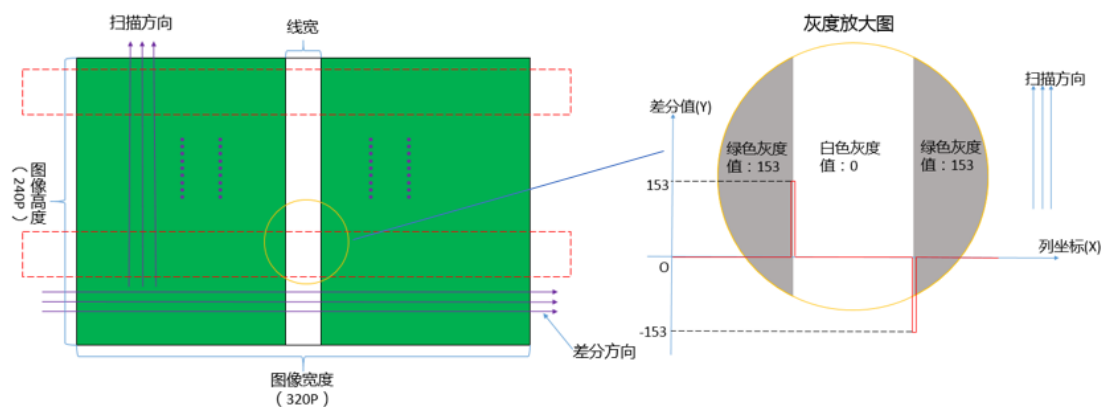 扫描方向
线宽
图像高度
（240P）
差分方向
图像宽度
（320P）
灰度放大图
扫描方向
差分值(Y)
绿色灰度
值：153
白色灰度
值：0
绿色灰度
值：153
153
O
列坐标(X)
-153